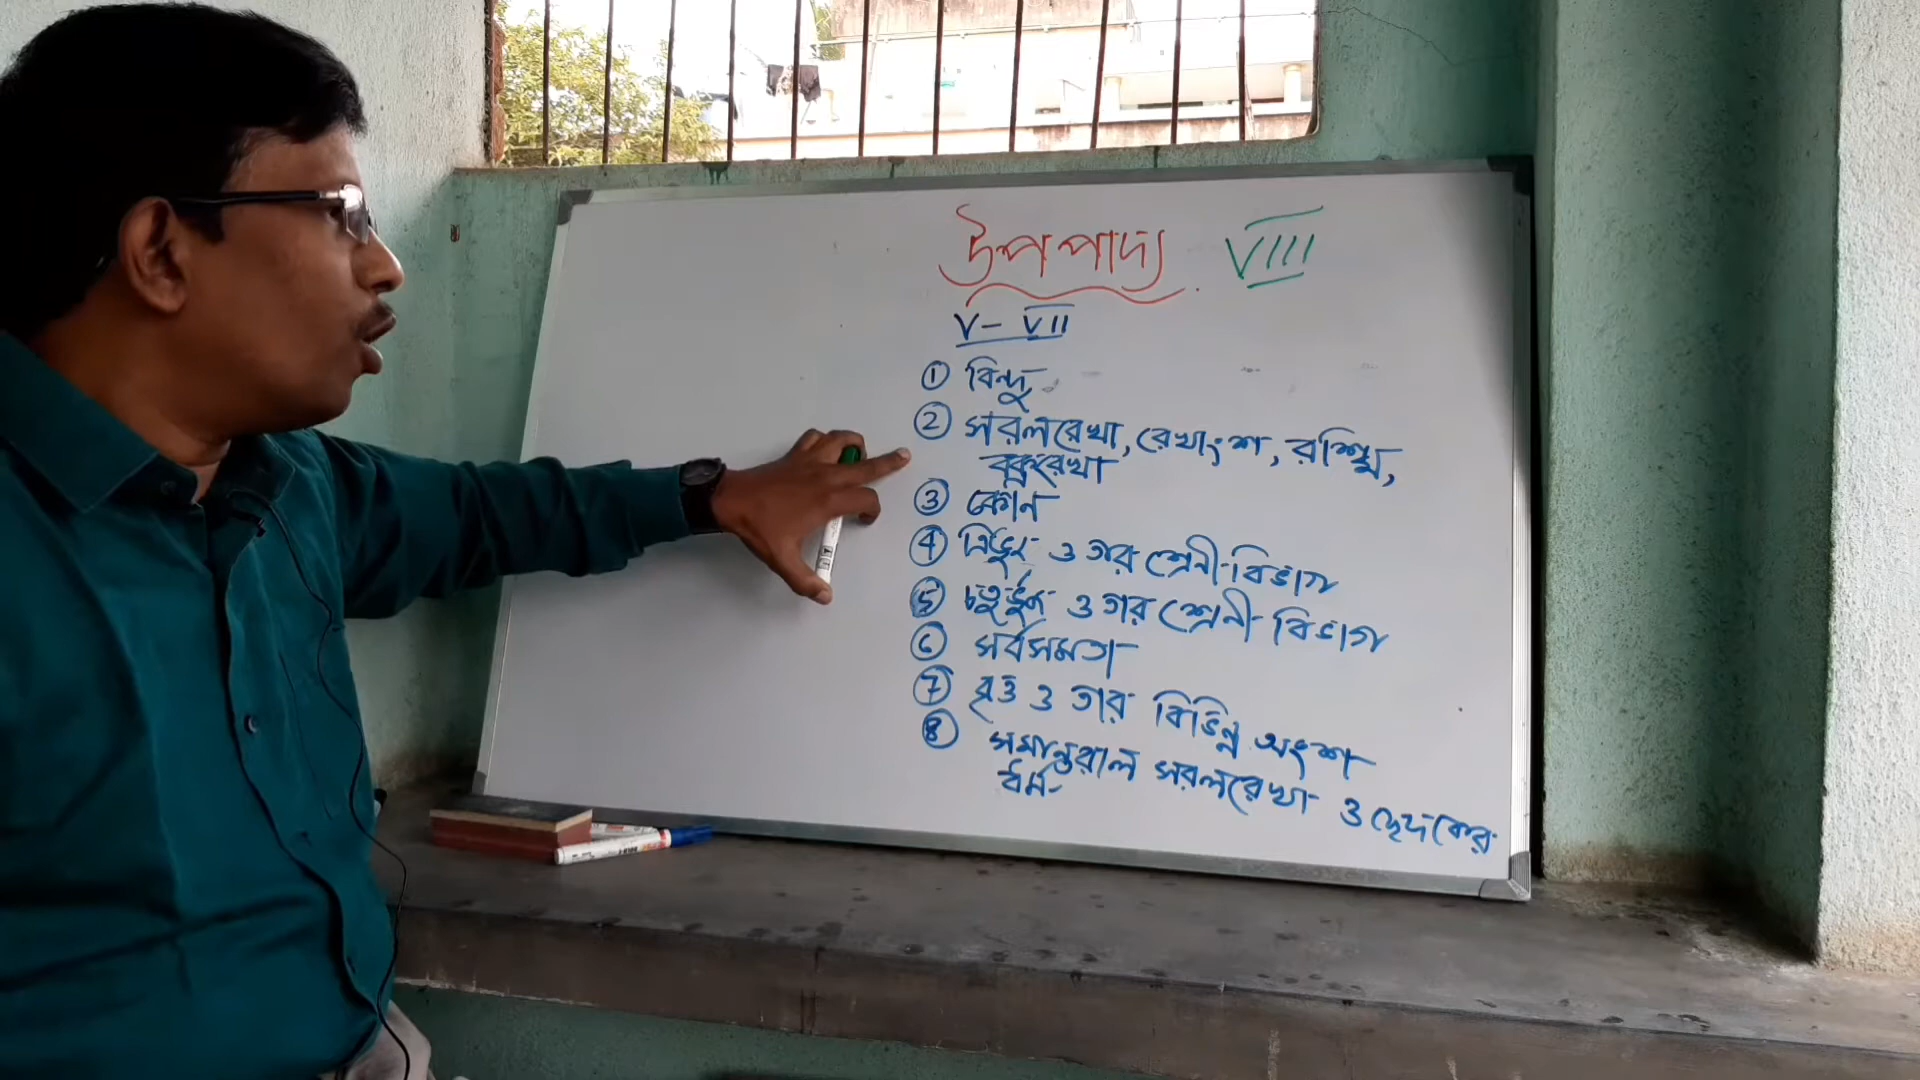 উপপাদ্য VIII
V - VII
① বিন্দু
② সরলরেখা, রেখাংশ, রশ্মি,
বক্ররেখা
③ কোন
④ ত্রিভুজ ও তার শ্রেনী বিভাগ
⑤ চতুর্ভুজ ও তার শ্রেনী বিভাগ
⑥ সর্বসমতা
⑦ বৃত্ত ও তার বিভিন্ন অংশ
⑧ সমান্তরাল সরলরেখা ও ছেদকের
ধর্ম